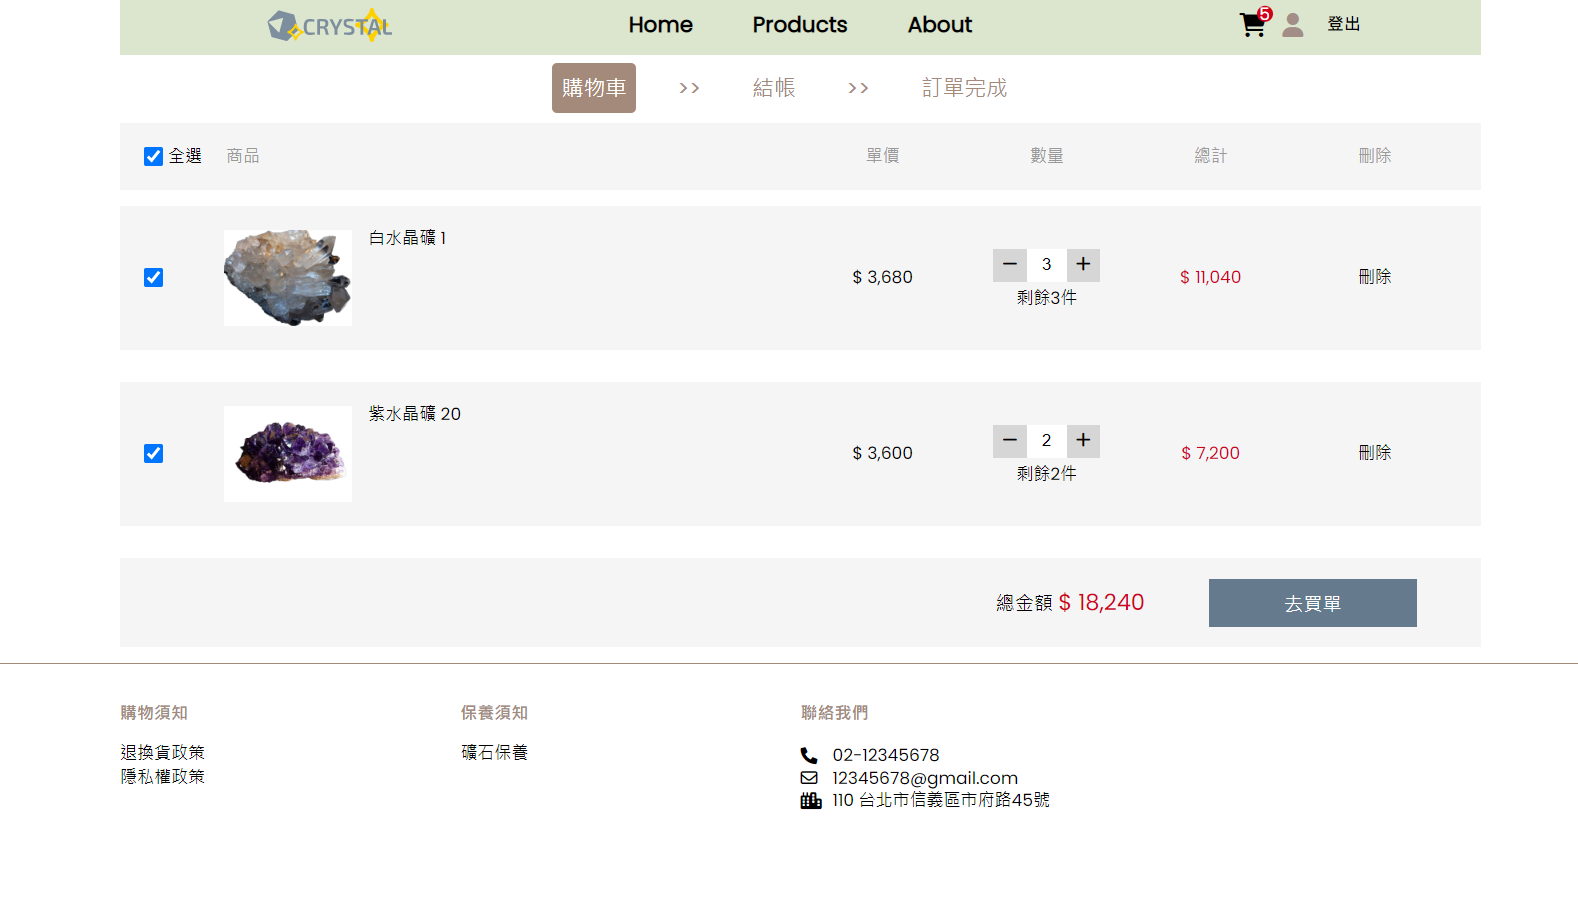 CRYSTAL
Home Products About
5
登出
購物車 >> 結帳 >> 訂單完成
全選 商品 單價 數量 總計 刪除
白水晶礦 1
$ 3,680 − 3 + $ 11,040 刪除
剩餘3件
紫水晶礦 20
$ 3,600 − 2 + $ 7,200 刪除
剩餘2件
總金額 $ 18,240 去買單
購物須知
退換貨政策
隱私權政策
保養須知
礦石保養
聯絡我們
02-12345678
12345678@gmail.com
110 台北市信義區市府路45號